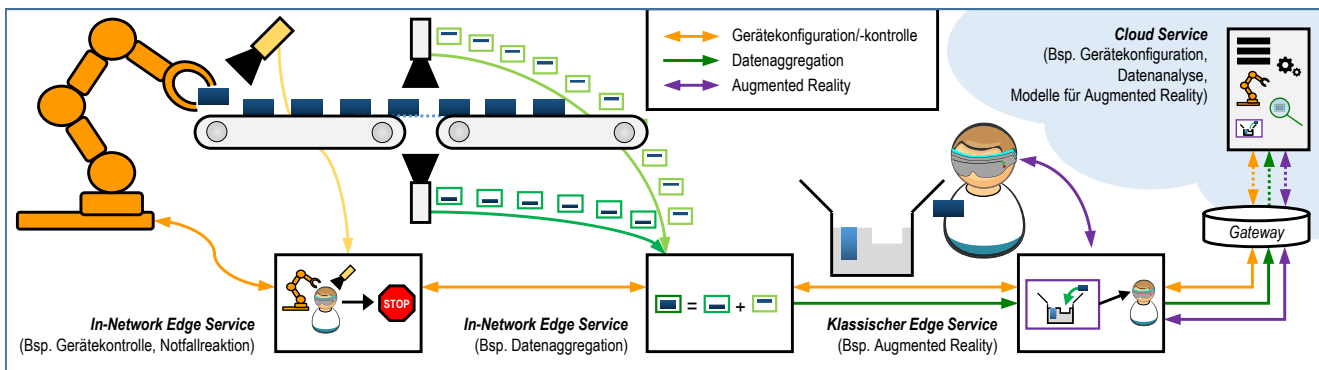 Gerätekonfiguration/-kontrolle
Datenaggregation
Augmented Reality
Cloud Service
(Bsp. Gerätekonfiguration,
Datenanalyse,
Modelle für Augmented Reality)
Gateway
STOP
In-Network Edge Service
(Bsp. Gerätekontrolle, Notfallreaktion)
= +
In-Network Edge Service
(Bsp. Datenaggregation)
Klassischer Edge Service
(Bsp. Augmented Reality)